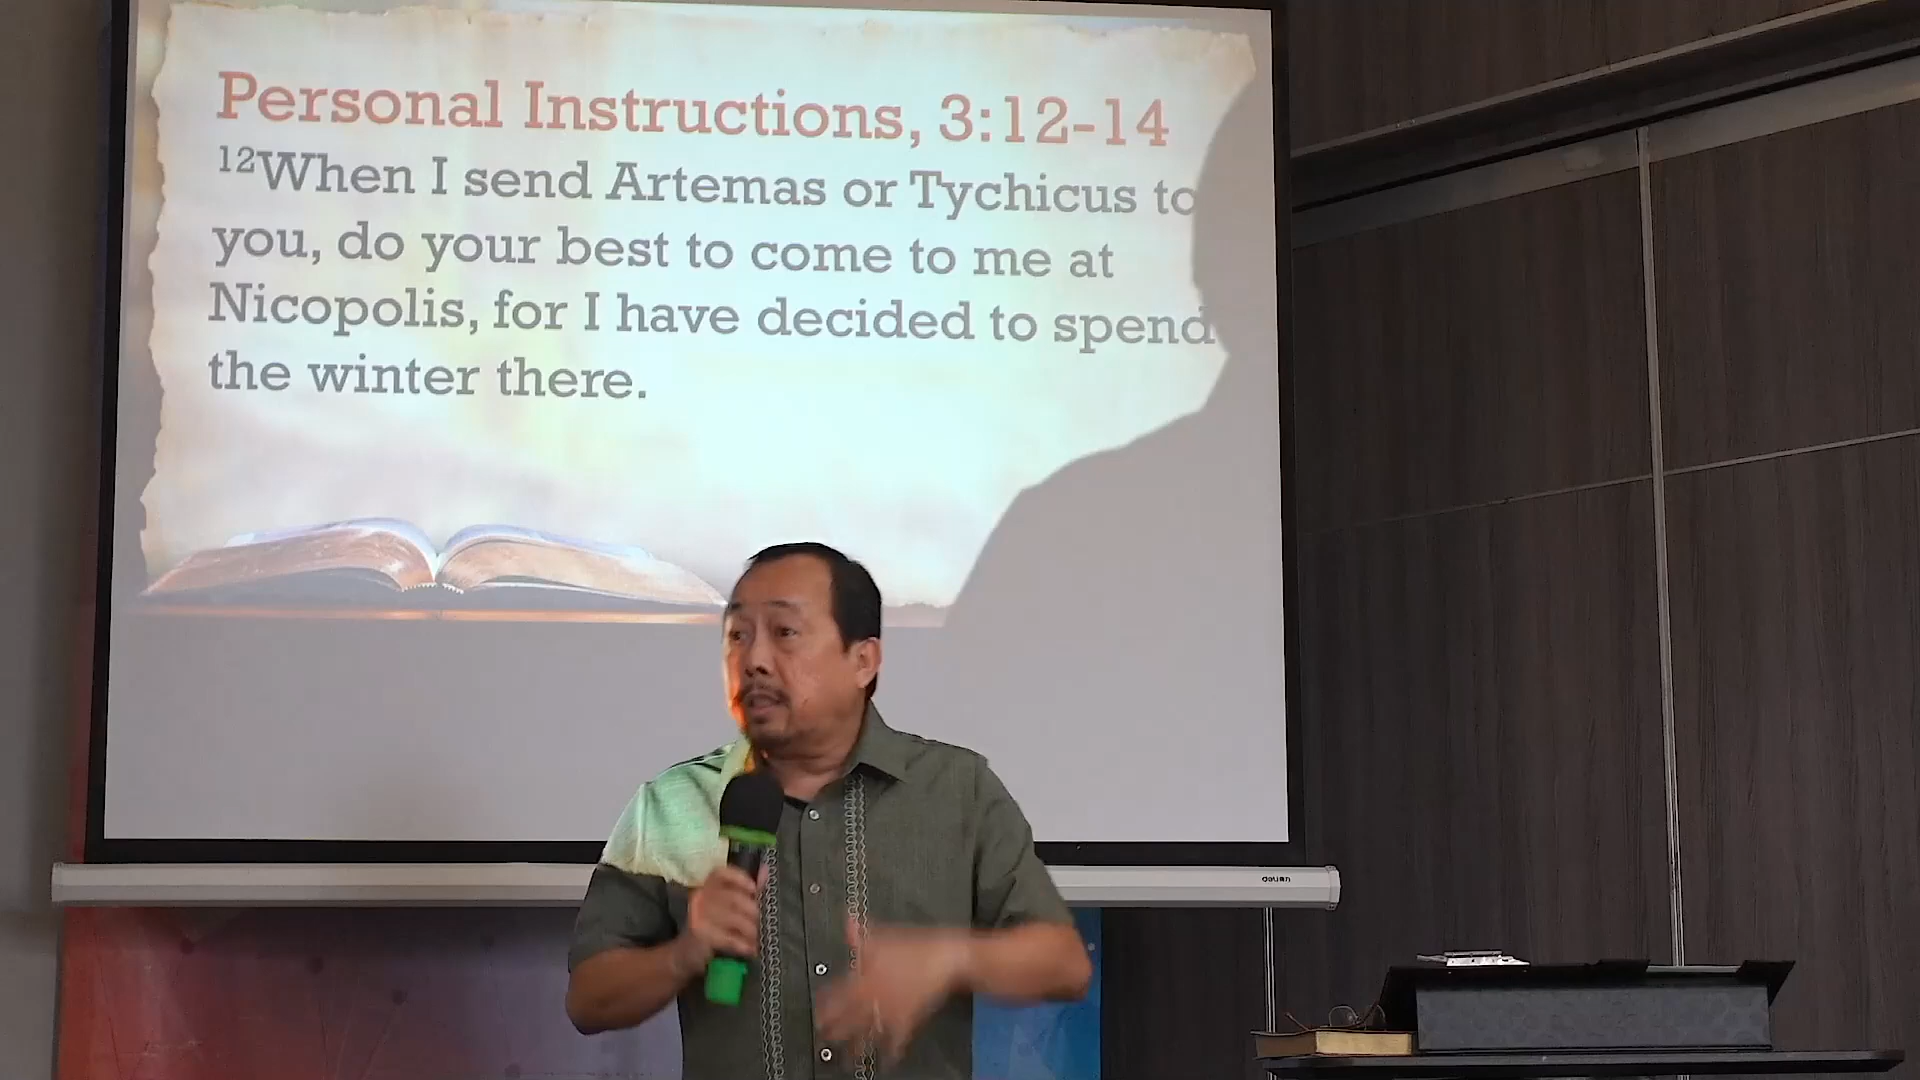 Personal Instructions, 3:12-14
¹²When I send Artemas or Tychicus to
you, do your best to come to me at
Nicopolis, for I have decided to spend
the winter there.